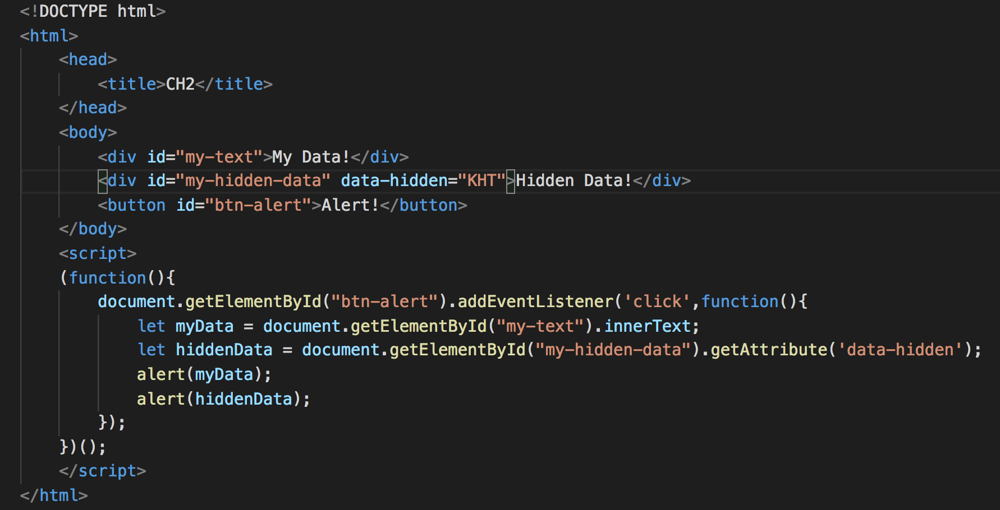 <!DOCTYPE html>
<html>
    <head>
        <title>CH2</title>
    </head>
    <body>
        <div id="my-text">My Data!</div>
        <div id="my-hidden-data" data-hidden="KHT">Hidden Data!</div>
        <button id="btn-alert">Alert!</button>
    </body>
    <script>
    (function(){
        document.getElementById("btn-alert").addEventListener('click',function(){
            let myData = document.getElementById("my-text").innerText;
            let hiddenData = document.getElementById("my-hidden-data").getAttribute('data-hidden');
            alert(myData);
            alert(hiddenData);
        });
    })();
    </script>
</html>